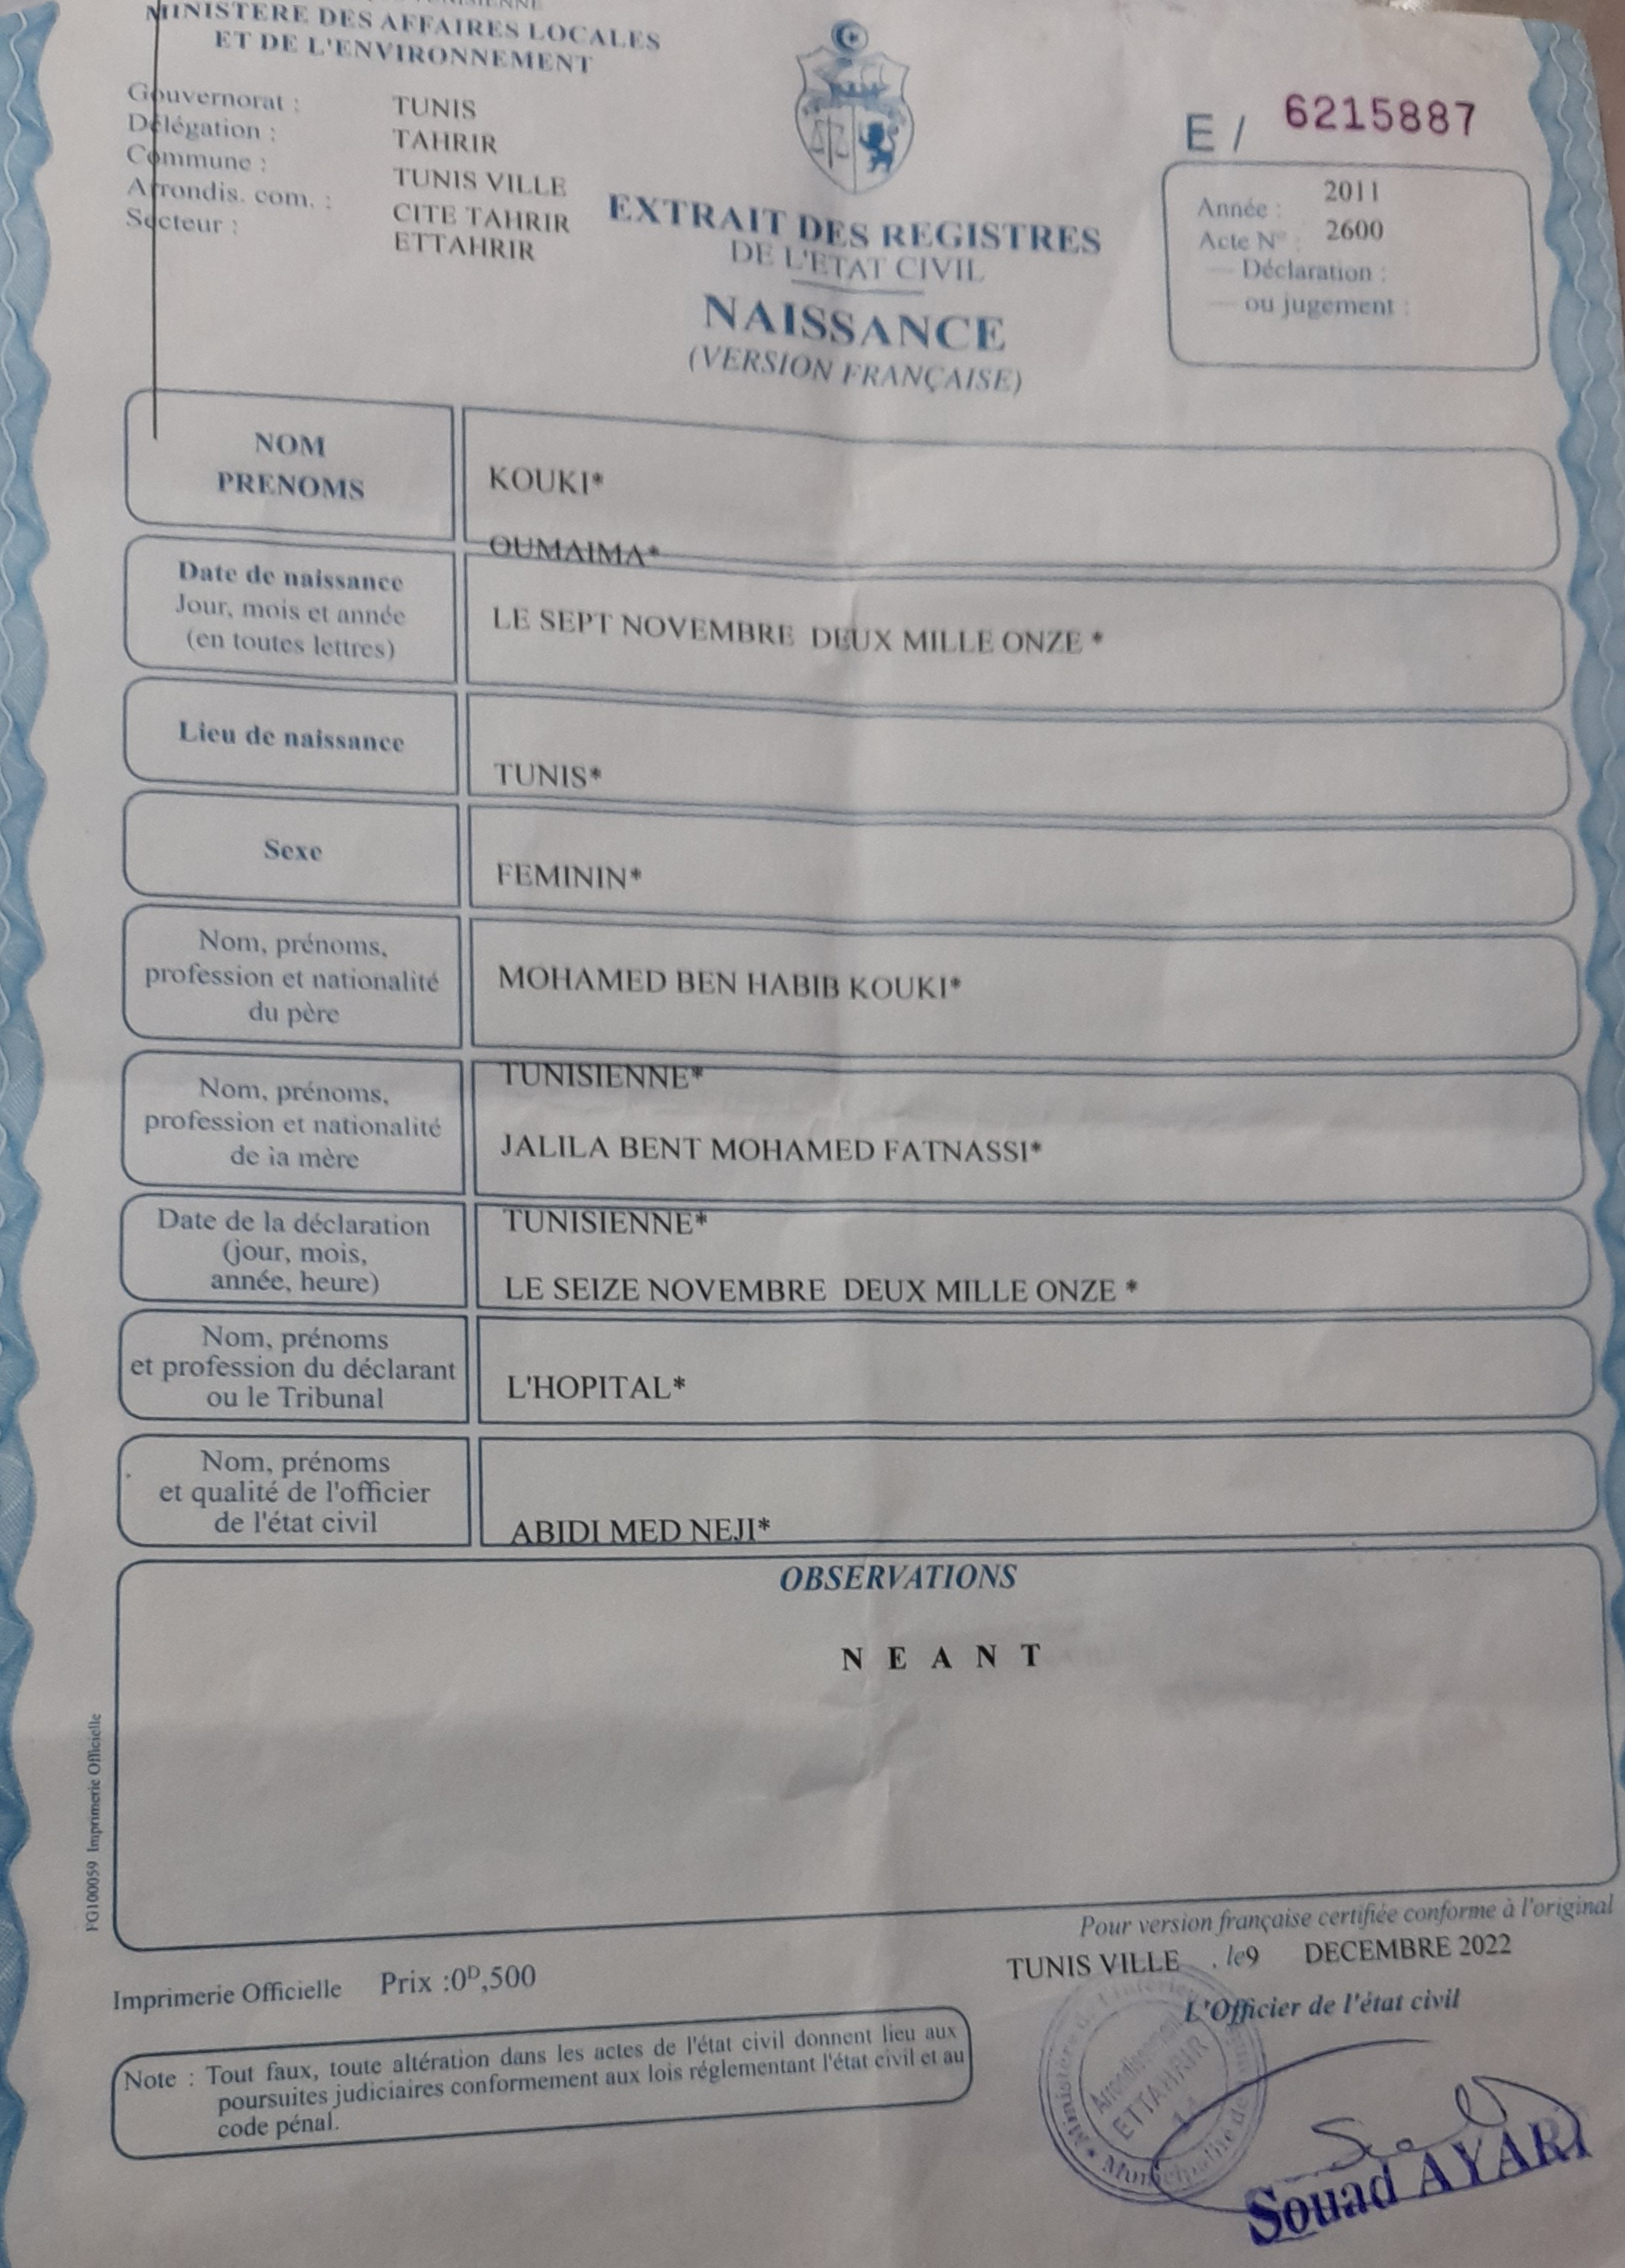 MINISTERE DES AFFAIRES LOCALES
ET DE L'ENVIRONNEMENT
Gouvernorat : TUNIS
Délégation : TAHRIR
Commune : TUNIS VILLE
Arrondis. com. : CITE TAHRIR
Secteur : ETTAHRIR
E / 6215887
Année : 2011
Acte N° : 2600
— Déclaration :
— ou jugement :
EXTRAIT DES REGISTRES
DE L'ETAT CIVIL
NAISSANCE
(VERSION FRANÇAISE)
NOM
PRENOMS
KOUKI*
OUMAIMA*
Date de naissance
Jour, mois et année
(en toutes lettres)
LE SEPT NOVEMBRE DEUX MILLE ONZE *
Lieu de naissance
TUNIS*
Sexe
FEMININ*
Nom, prénoms,
profession et nationalité
du père
MOHAMED BEN HABIB KOUKI*
TUNISIENNE*
Nom, prénoms,
profession et nationalité
de la mère
JALILA BENT MOHAMED FATNASSI*
TUNISIENNE*
Date de la déclaration
(jour, mois,
année, heure)
LE SEIZE NOVEMBRE DEUX MILLE ONZE *
Nom, prénoms
et profession du déclarant
ou le Tribunal
L'HOPITAL*
Nom, prénoms
et qualité de l'officier
de l'état civil
ABIDI MED NEJI*
OBSERVATIONS
N E A N T
FG100059 Imprimerie Officielle
Pour version française certifiée conforme à l'original
TUNIS VILLE , le 9 DECEMBRE 2022
L'Officier de l'état civil
Imprimerie Officielle Prix :0ᴰ,500
Note : Tout faux, toute altération dans les actes de l'état civil donnent lieu aux
poursuites judiciaires conformement aux lois réglementant l'état civil et au
code pénal.
Arrondissement
ETTAHRIR
Souad AYARI